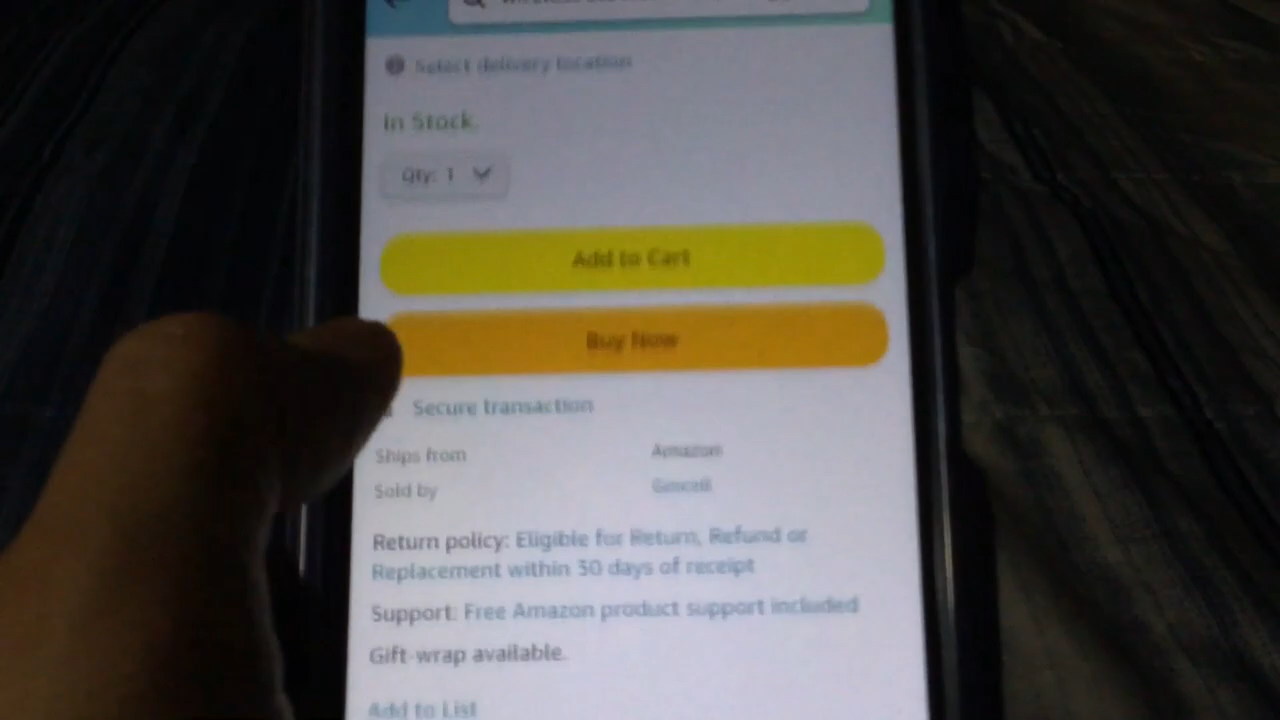 Select delivery location
In Stock.
Qty: 1
Add to Cart
Buy Now
Secure transaction
Ships from Amazon
Sold by
Return policy: Eligible for Return, Refund or
Replacement within 30 days of receipt
Support: Free Amazon product support included
Gift-wrap available.
Add to List